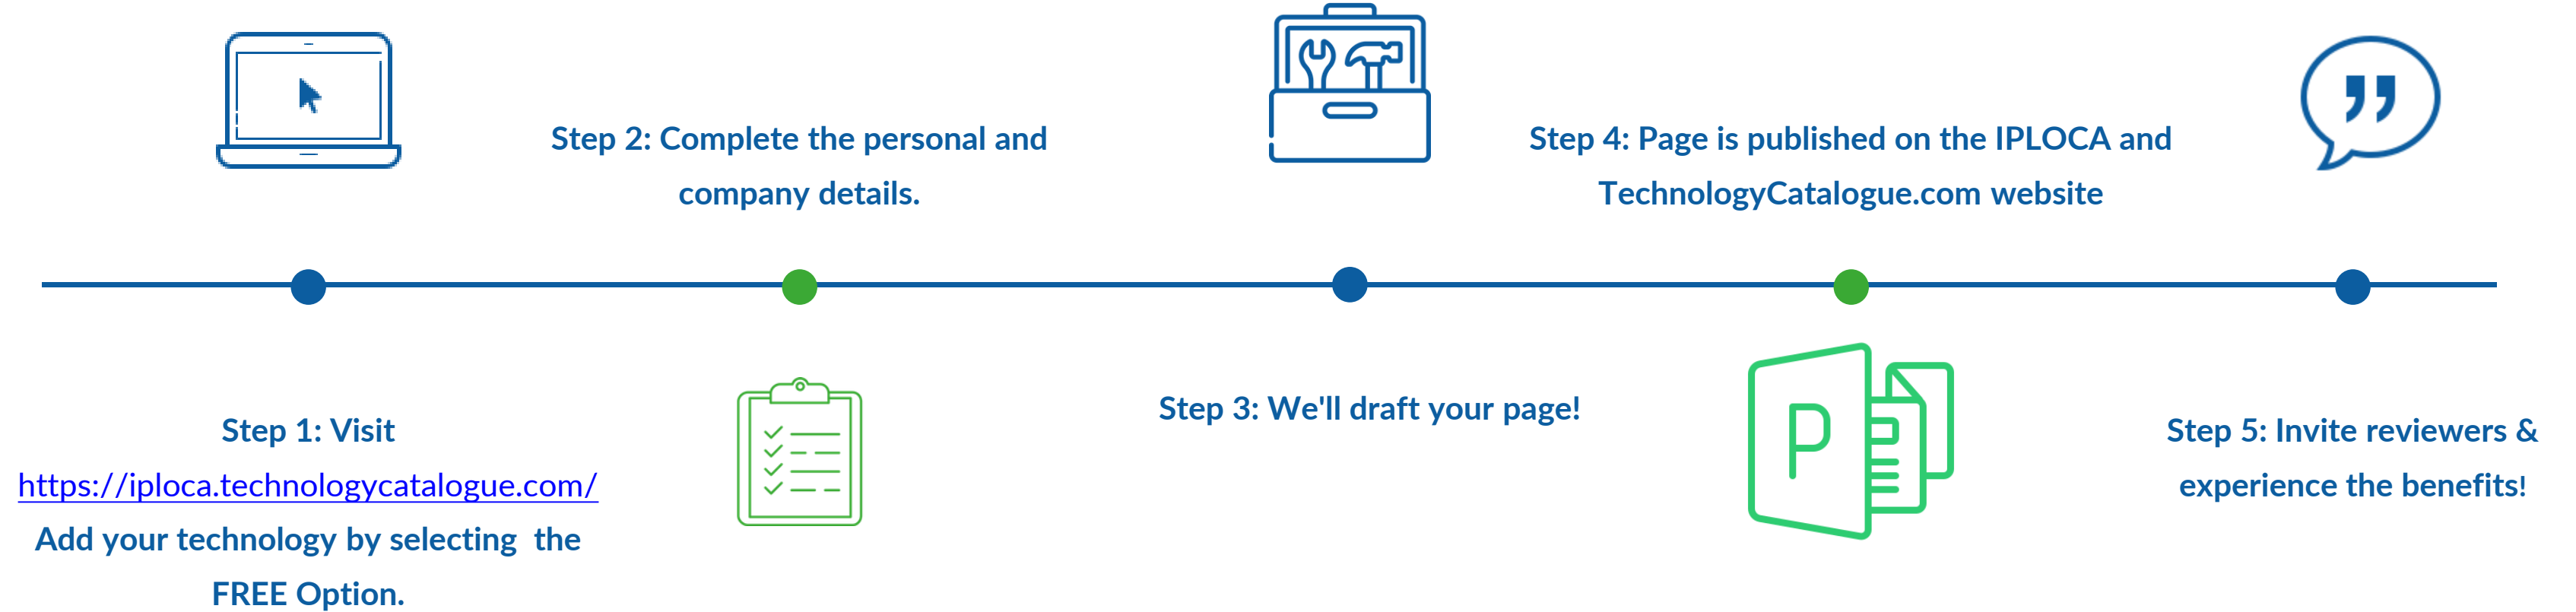 Step 1: Visit
https://iploca.technologycatalogue.com/
Add your technology by selecting the
FREE Option.
Step 2: Complete the personal and
company details.
Step 3: We'll draft your page!
Step 4: Page is published on the IPLOCA and
TechnologyCatalogue.com website
P
Step 5: Invite reviewers &
experience the benefits!